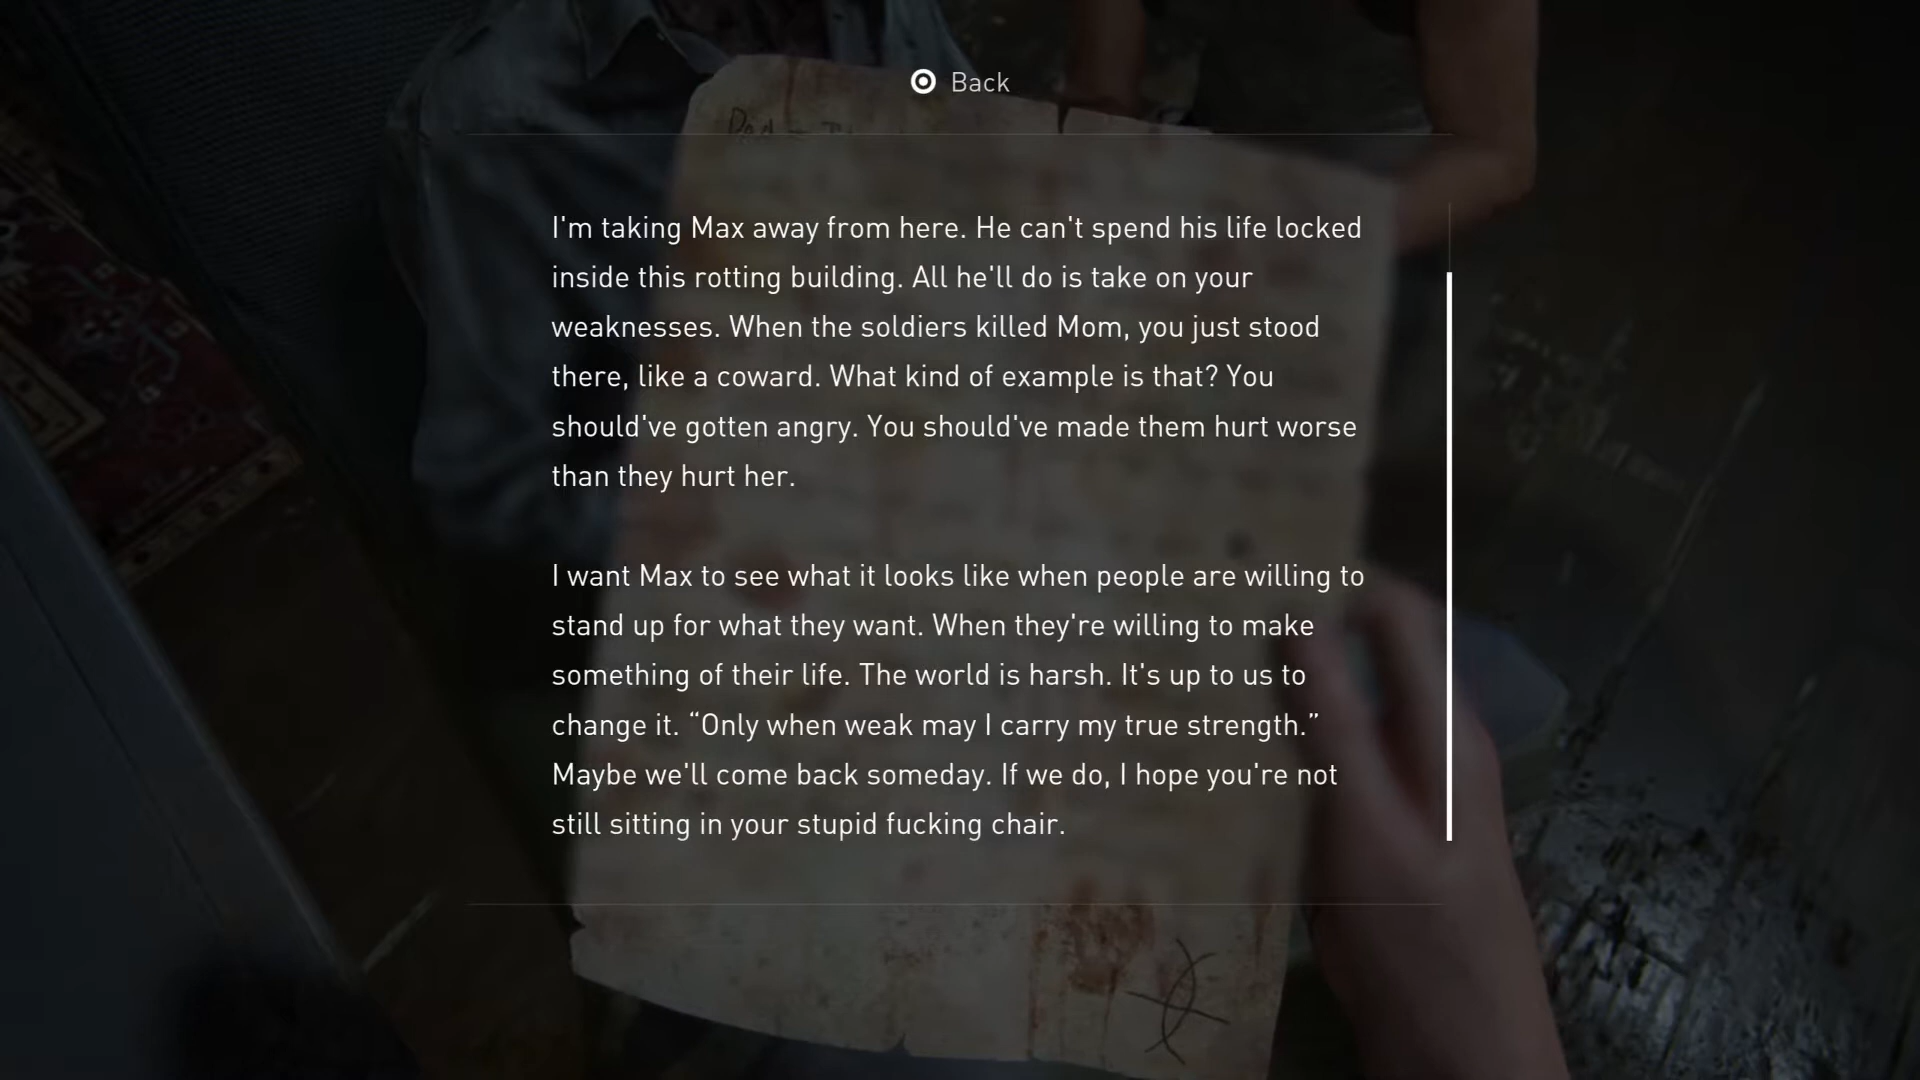 Back
I'm taking Max away from here. He can't spend his life locked
inside this rotting building. All he'll do is take on your
weaknesses. When the soldiers killed Mom, you just stood
there, like a coward. What kind of example is that? You
should've gotten angry. You should've made them hurt worse
than they hurt her.
I want Max to see what it looks like when people are willing to
stand up for what they want. When they're willing to make
something of their life. The world is harsh. It's up to us to
change it. “Only when weak may I carry my true strength.”
Maybe we'll come back someday. If we do, I hope you're not
still sitting in your stupid fucking chair.